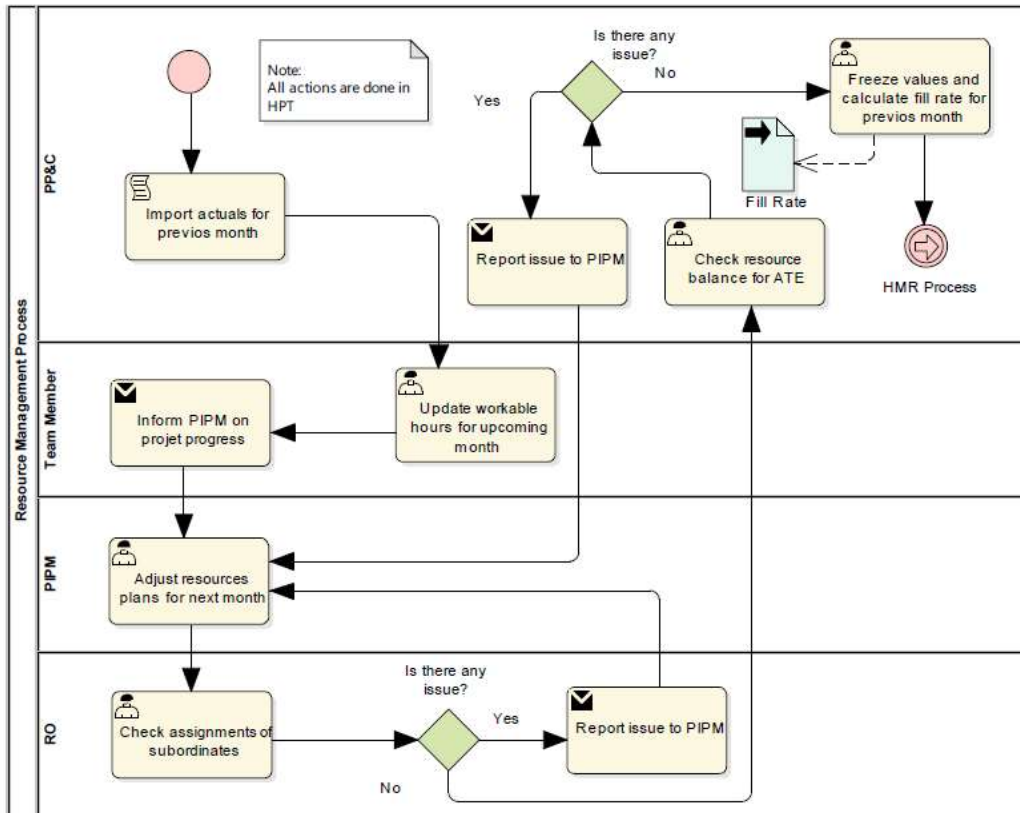 Resource Management Process
PP&C
Note:
All actions are done in
HPT
Import actuals for
previos month
Is there any
issue?
Yes
No
Freeze values and
calculate fill rate for
previos month
Fill Rate
Report issue to PIPM
Check resource
balance for ATE
HMR Process
Team Member
Inform PIPM on
projet progress
Update workable
hours for upcoming
month
PIPM
Adjust resources
plans for next month
RO
Check assignments of
subordinates
Is there any
issue?
Yes
No
Report issue to PIPM